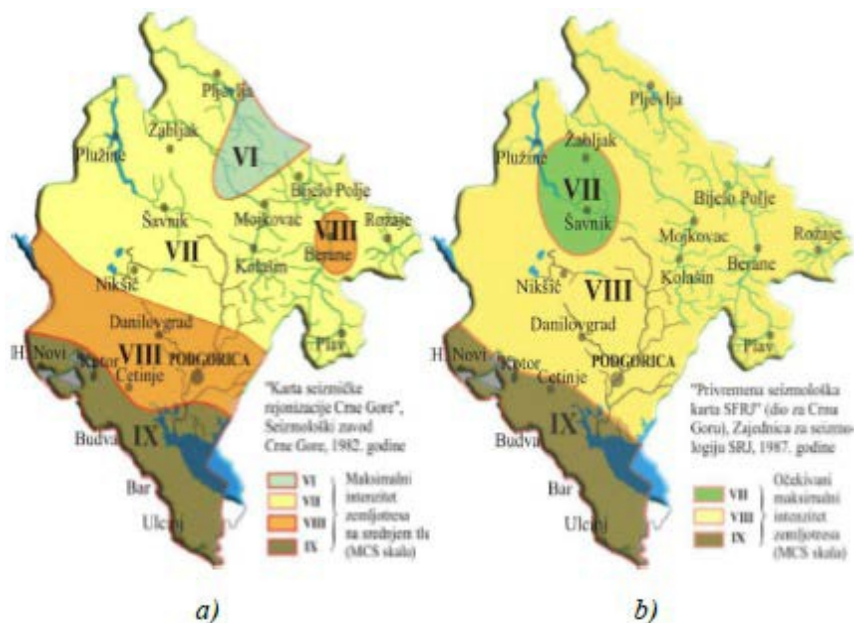 Pljevlja
Žabljak
VI
Plužine
Bijelo Polje
Šavnik
Mojkovac
VIII
Rožaje
VII
Berane
Kolašin
Nikšić
Danilovgrad
VIII
Plav
H. Novi
Kotor
PODGORICA
Cetinje
IX
Budva
Bar
Ulcinj
"Karta seizmičke
rejonizacije Crne Gore",
Seizmološki zavod
Crne Gore, 1982. godine
VI
VII
VIII
IX
Maksimalni
intenzitet
zemljotresa
na srednjem tlu
(MCS skala)
a)
Pljevlja
Žabljak
Plužine
VII
Bijelo Polje
Šavnik
Mojkovac
Rožaje
Berane
Kolašin
Nikšić
VIII
Danilovgrad
Plav
H. Novi
Kotor
PODGORICA
Cetinje
IX
Budva
Bar
Ulcinj
"Privremena seizmološka
karta SFRJ" (dio za Crnu
Goru), Zajednica za seizmo-
logiju SRJ, 1987. godine
VII
VIII
IX
Očekivani
maksimalni
intenzitet
zemljotresa
(MCS skala)
b)